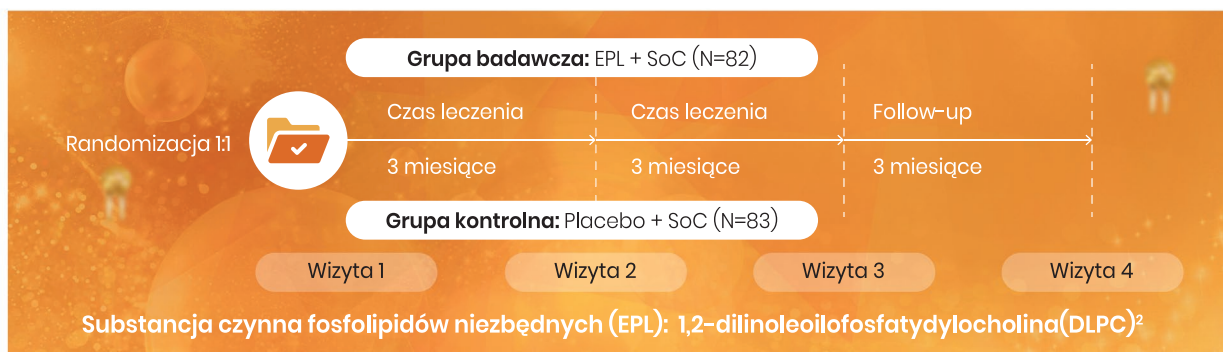 Grupa badawcza: EPL + SoC (N=82)
Czas leczenia
Czas leczenia
Follow-up
Randomizacja 1:1
3 miesiące
3 miesiące
3 miesiące
Grupa kontrolna: Placebo + SoC (N=83)
Wizyta 1
Wizyta 2
Wizyta 3
Wizyta 4
Substancja czynna fosfolipidów niezbędnych (EPL): 1,2-dilinoleoilofosfatydylocholina(DLPC)²